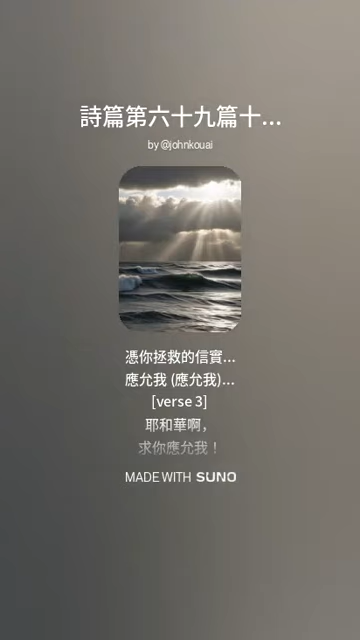 詩篇第六十九篇十...
by @johnkouai
憑你拯救的信實...
應允我 (應允我)...
[verse 3]
耶和華啊，
求你應允我！
MADE WITH SUNO